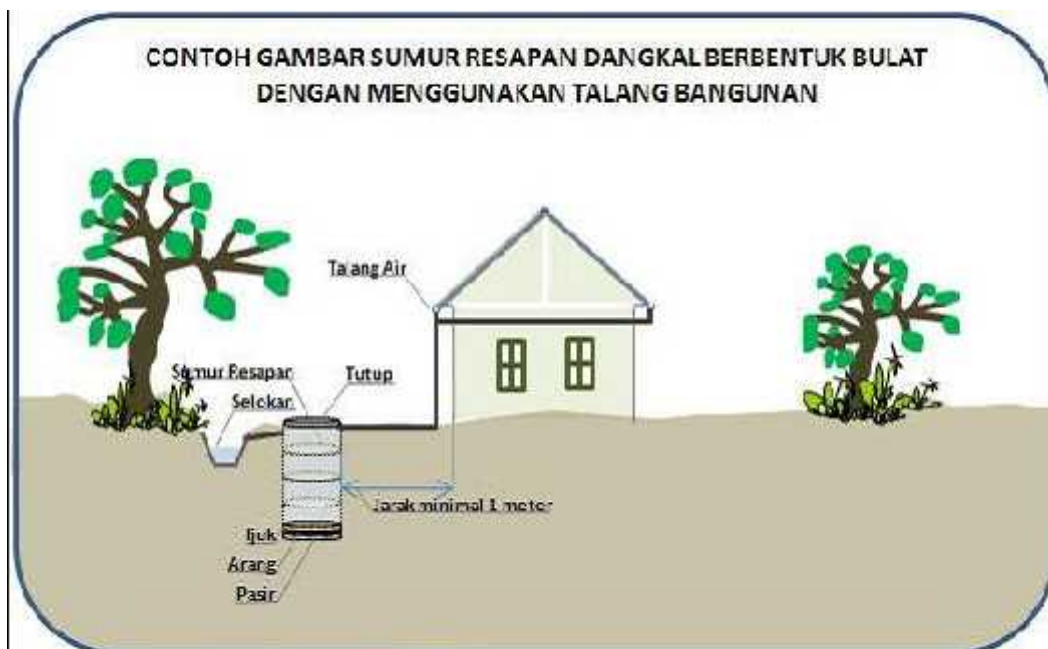 CONTOH GAMBAR SUMUR RESAPAN DANGKAL BERBENTUK BULAT
DENGAN MENGGUNAKAN TALANG BANGUNAN
Talang Air
Sumur Resapan
Tutup
Selokan
Jarak minimal 1 meter
Ijuk
Arang
Pasir